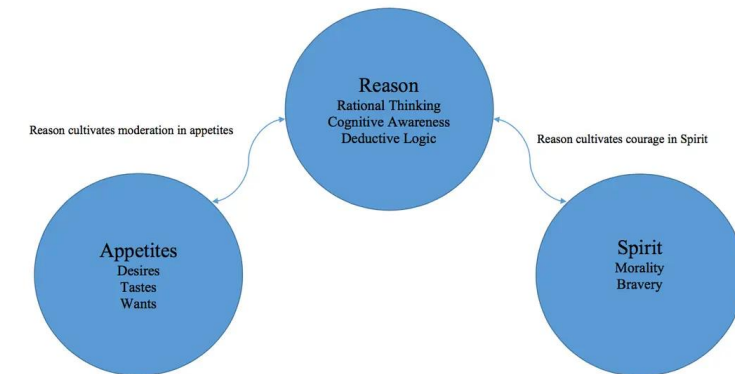 Reason
Rational Thinking
Cognitive Awareness
Deductive Logic
Reason cultivates moderation in appetites
Reason cultivates courage in Spirit
Appetites
Desires
Tastes
Wants
Spirit
Morality
Bravery